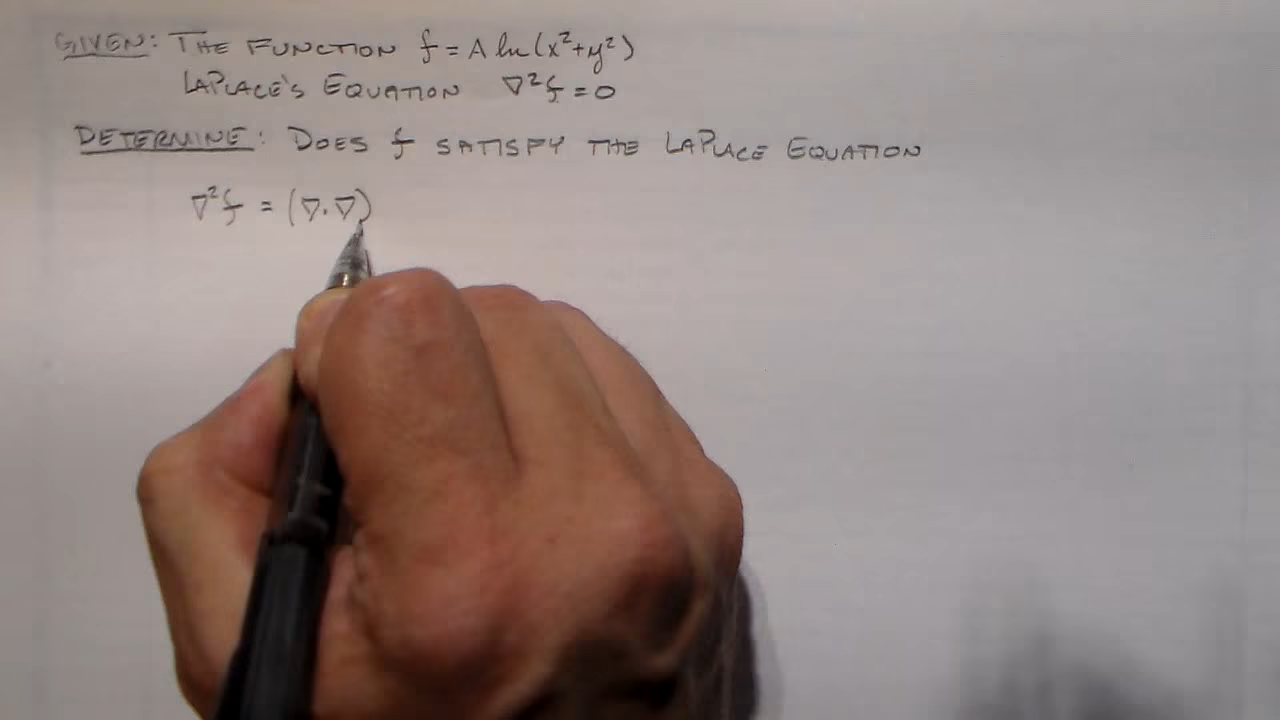 GIVEN: THE FUNCTION f = A ln(x²+y²)
LAPLACE'S EQUATION ∇²f = 0
DETERMINE: DOES f SATISFY THE LAPLACE EQUATION
∇²f = (∇·∇)